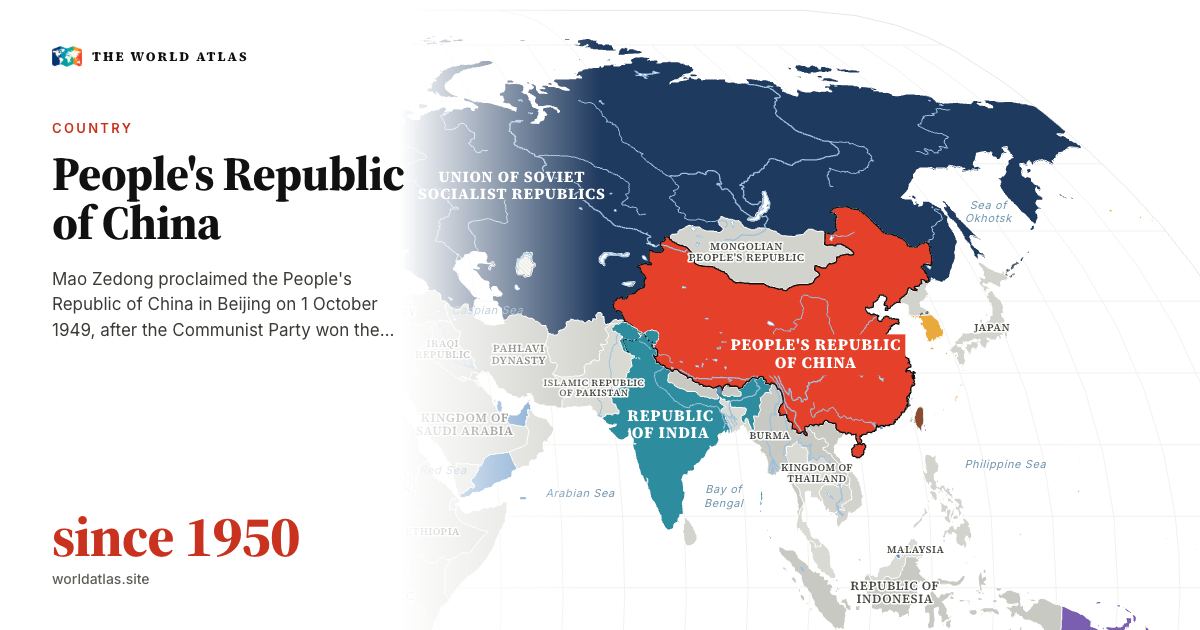 THE WORLD ATLAS
COUNTRY
People's Republic
of China
Mao Zedong proclaimed the People's
Republic of China in Beijing on 1 October
1949, after the Communist Party won the...
since 1950
worldatlas.site
UNION OF SOVIET
SOCIALIST REPUBLICS
Sea of
Okhotsk
MONGOLIAN
PEOPLE'S REPUBLIC
Caspian Sea
JAPAN
IRAQI
REPUBLIC
PAHLAVI
DYNASTY
PEOPLE'S REPUBLIC
OF CHINA
ISLAMIC REPUBLIC
OF PAKISTAN
KINGDOM OF
SAUDI ARABIA
REPUBLIC
OF INDIA
BURMA
KINGDOM OF
THAILAND
Red Sea
Arabian Sea
Bay of
Bengal
Philippine Sea
ETHIOPIA
MALAYSIA
REPUBLIC OF
INDONESIA